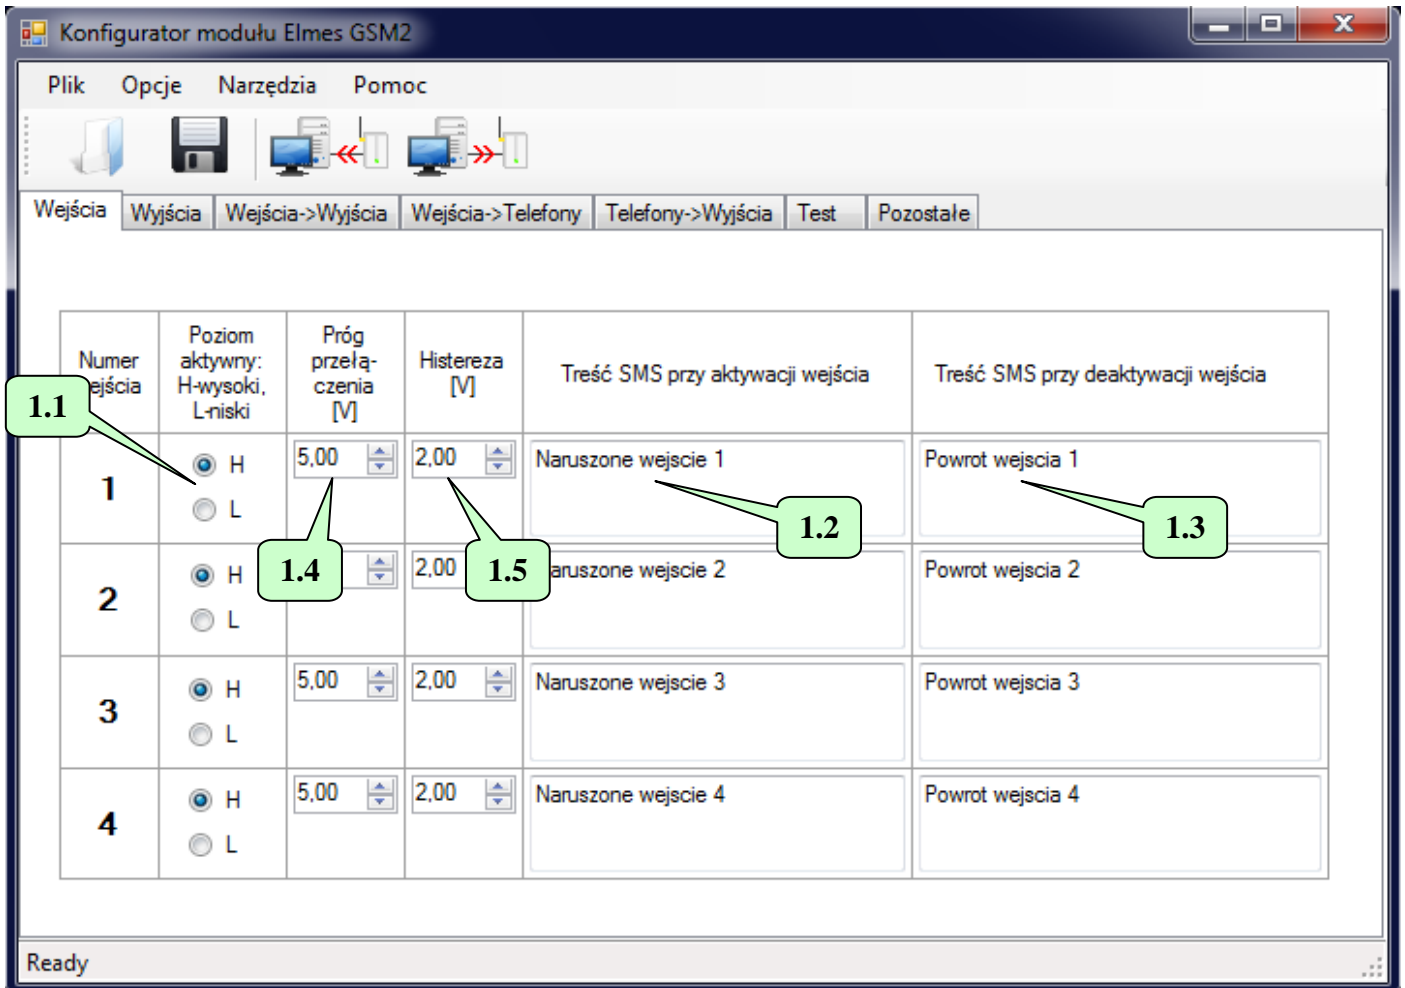 Konfigurator modułu Elmes GSM2
Plik Opcje Narzędzia Pomoc
Wejścia Wyjścia Wejścia->Wyjścia Wejścia->Telefony Telefony->Wyjścia Test Pozostałe
Numer
ejścia
Poziom
aktywny:
H-wysoki,
L-niski
Próg
przełą-
czenia
[V]
Histereza
[V]
Treść SMS przy aktywacji wejścia
Treść SMS przy deaktywacji wejścia
1.1
1
H
L
5,00
2,00
Naruszone wejscie 1
Powrot wejscia 1
1.2
1.3
1.4
1.5
2
H
L
2,00
aruszone wejscie 2
Powrot wejscia 2
3
H
L
5,00
2,00
Naruszone wejscie 3
Powrot wejscia 3
4
H
L
5,00
2,00
Naruszone wejscie 4
Powrot wejscia 4
Ready